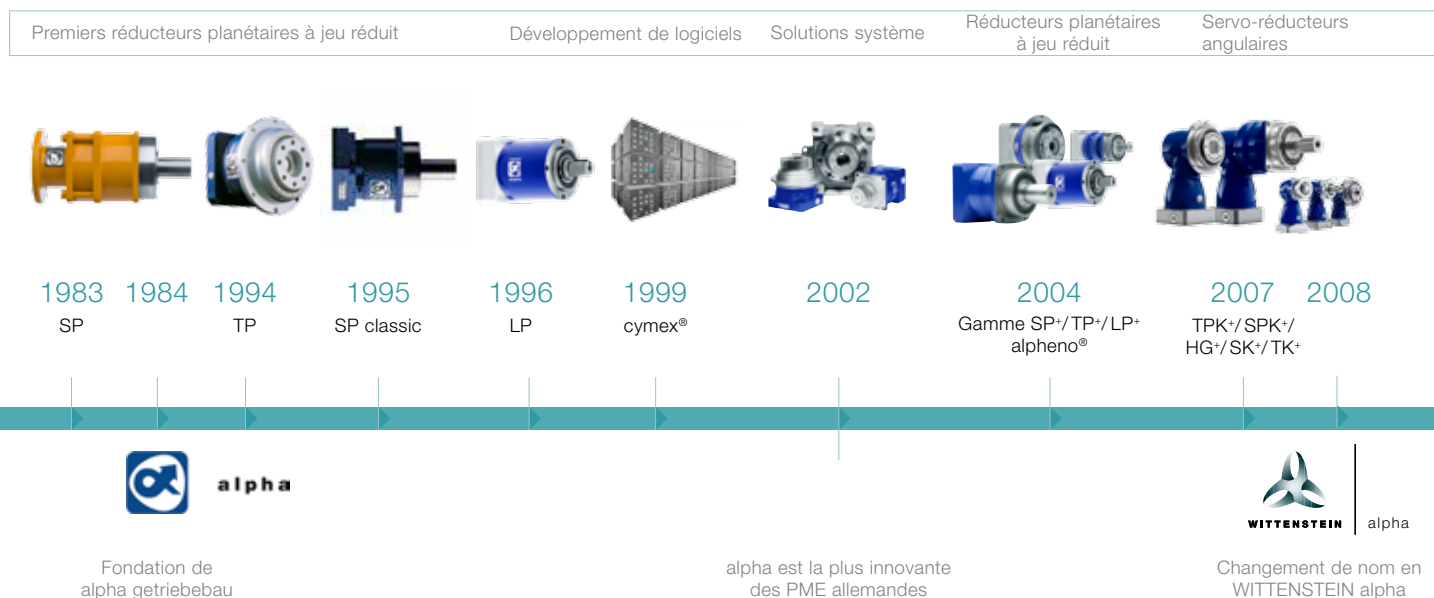 Premiers réducteurs planétaires à jeu réduit
Développement de logiciels
Solutions système
Réducteurs planétaires
à jeu réduit
Servo-réducteurs
angulaires
1983
SP
1984
1994
TP
1995
SP classic
1996
LP
1999
cymex®
2002
2004
Gamme SP+/TP+/LP+
alpheno®
2007
TPK+/SPK+/
HG+/SK+/TK+
2008
alpha
Fondation de
alpha getriebebau
alpha est la plus innovante
des PME allemandes
WITTENSTEIN
alpha
Changement de nom en
WITTENSTEIN alpha